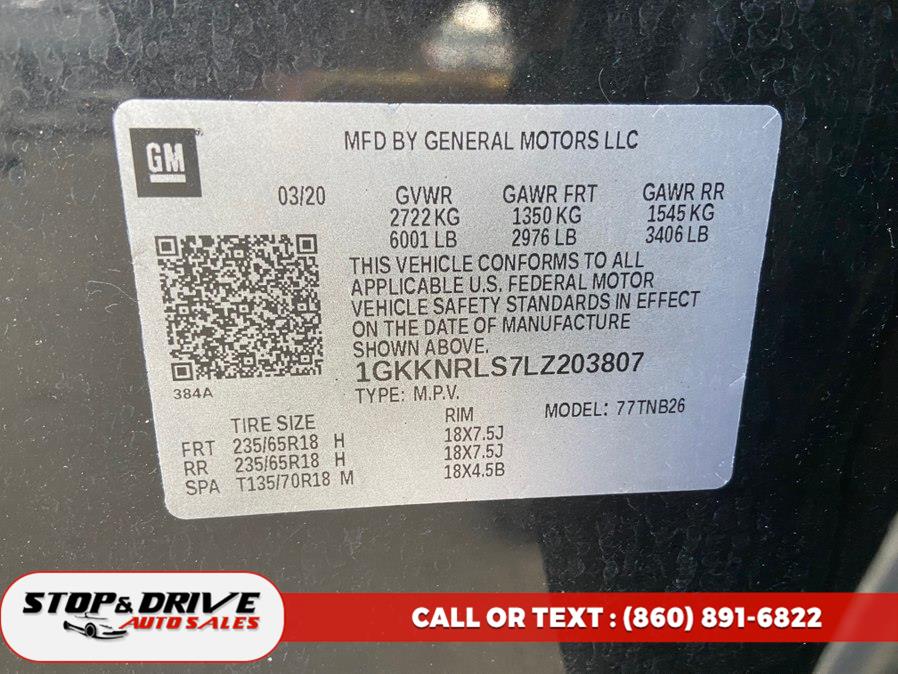 GM
MFD BY GENERAL MOTORS LLC
03/20 GVWR GAWR FRT GAWR RR
2722 KG 1350 KG 1545 KG
6001 LB 2976 LB 3406 LB
THIS VEHICLE CONFORMS TO ALL
APPLICABLE U.S. FEDERAL MOTOR
VEHICLE SAFETY STANDARDS IN EFFECT
ON THE DATE OF MANUFACTURE
SHOWN ABOVE.
1GKKNRLS7LZ203807
384A
TYPE: M.P.V. MODEL: 77TNB26
TIRE SIZE RIM
FRT 235/65R18 H 18X7.5J
RR 235/65R18 H 18X7.5J
SPA T135/70R18 M 18X4.5B
STOP & DRIVE
AUTO SALES
CALL OR TEXT : (860) 891-6822